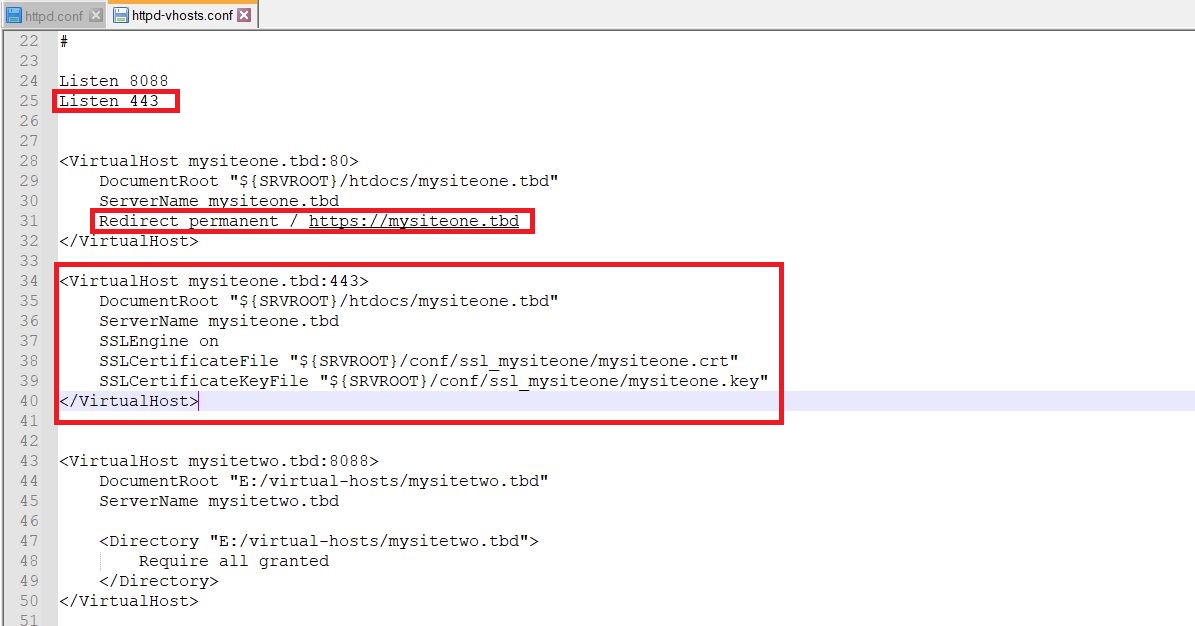 httpd.conf httpd-vhosts.conf
22 #
23
24 Listen 8088
25 Listen 443
26
27
28 <VirtualHost mysiteone.tbd:80>
29     DocumentRoot "${SRVROOT}/htdocs/mysiteone.tbd"
30     ServerName mysiteone.tbd
31     Redirect permanent / https://mysiteone.tbd
32 </VirtualHost>
33
34 <VirtualHost mysiteone.tbd:443>
35     DocumentRoot "${SRVROOT}/htdocs/mysiteone.tbd"
36     ServerName mysiteone.tbd
37     SSLEngine on
38     SSLCertificateFile "${SRVROOT}/conf/ssl_mysiteone/mysiteone.crt"
39     SSLCertificateKeyFile "${SRVROOT}/conf/ssl_mysiteone/mysiteone.key"
40 </VirtualHost>
41
42
43 <VirtualHost mysitetwo.tbd:8088>
44     DocumentRoot "E:/virtual-hosts/mysitetwo.tbd"
45     ServerName mysitetwo.tbd
46
47     <Directory "E:/virtual-hosts/mysitetwo.tbd">
48         Require all granted
49     </Directory>
50 </VirtualHost>
51